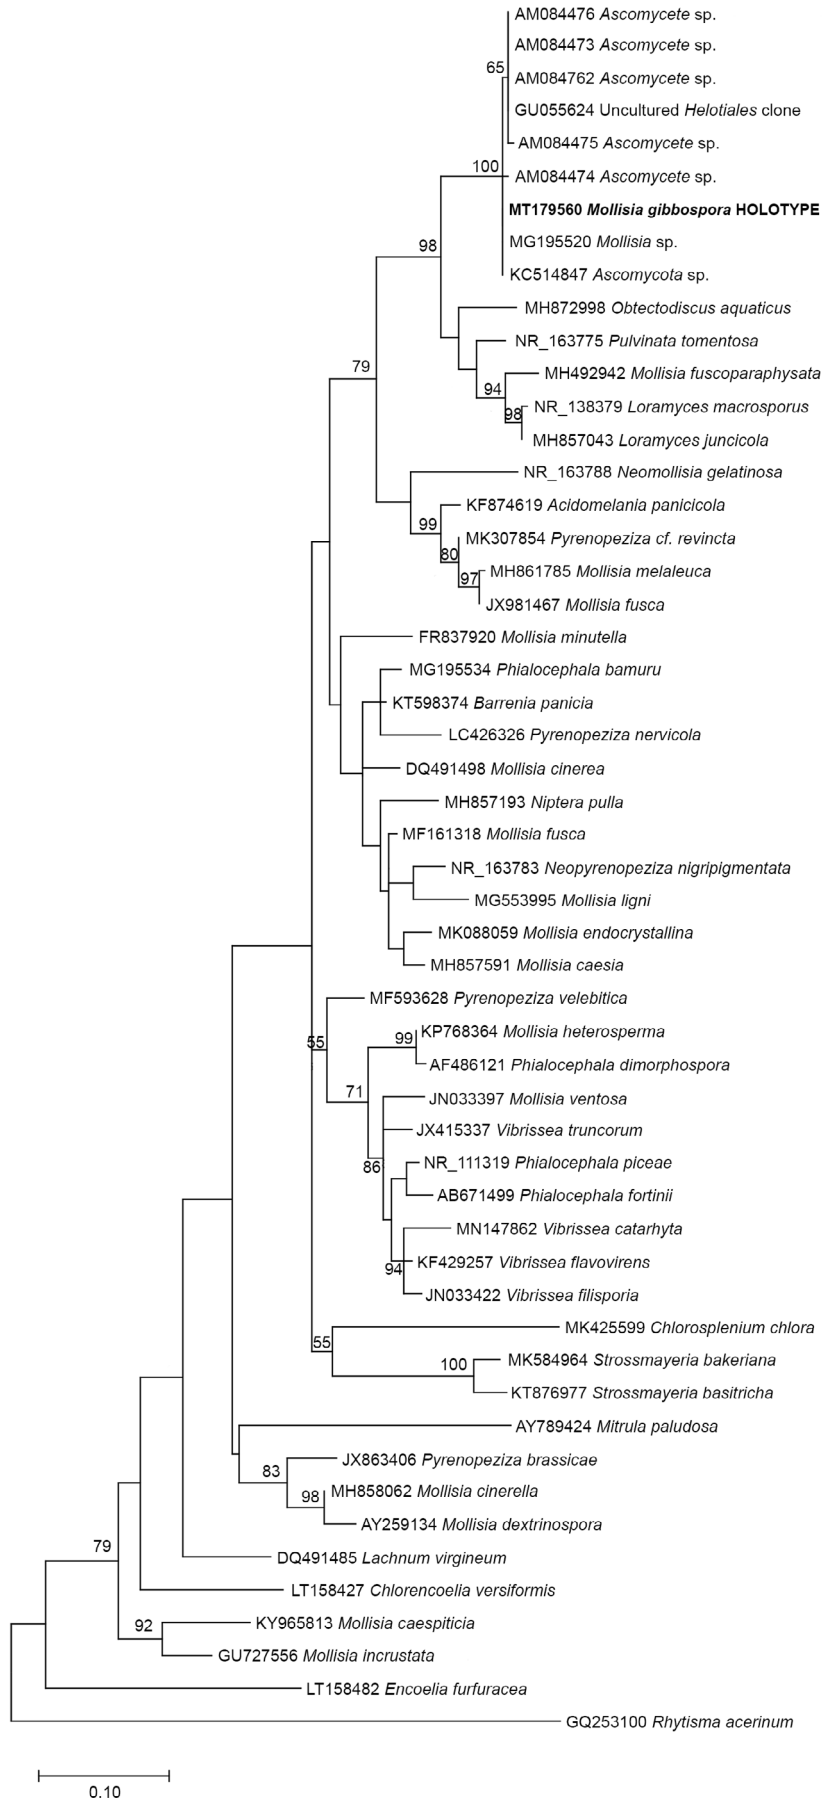 AM084476 Ascomycete sp.
AM084473 Ascomycete sp.
65
AM084762 Ascomycete sp.
GU055624 Uncultured Helotiales clone
AM084475 Ascomycete sp.
100
AM084474 Ascomycete sp.
MT179560 Mollisia gibbospora HOLOTYPE
98
MG195520 Mollisia sp.
KC514847 Ascomycota sp.
MH872998 Obtectodiscus aquaticus
NR_163775 Pulvinata tomentosa
79
MH492942 Mollisia fuscoparaphysata
94
NR_138379 Loramyces macrosporus
98
MH857043 Loramyces juncicola
NR_163788 Neomollisia gelatinosa
KF874619 Acidomelania panicicola
99
MK307854 Pyrenopeziza cf. revincta
80
MH861785 Mollisia melaleuca
97
JX981467 Mollisia fusca
FR837920 Mollisia minutella
MG195534 Phialocephala bamuru
KT598374 Barrenia panicia
LC426326 Pyrenopeziza nervicola
DQ491498 Mollisia cinerea
MH857193 Niptera pulla
MF161318 Mollisia fusca
NR_163783 Neopyrenopeziza nigripigmentata
MG553995 Mollisia ligni
MK088059 Mollisia endocrystallina
MH857591 Mollisia caesia
MF593628 Pyrenopeziza velebitica
55
99
KP768364 Mollisia heterosperma
AF486121 Phialocephala dimorphospora
71
JN033397 Mollisia ventosa
JX415337 Vibrissea truncorum
86
NR_111319 Phialocephala piceae
AB671499 Phialocephala fortinii
MN147862 Vibrissea catarhyta
KF429257 Vibrissea flavovirens
94
JN033422 Vibrissea filisporia
MK425599 Chlorosplenium chlora
55
MK584964 Strossmayeria bakeriana
100
KT876977 Strossmayeria basitricha
AY789424 Mitrula paludosa
JX863406 Pyrenopeziza brassicae
83
MH858062 Mollisia cinerella
98
AY259134 Mollisia dextrinospora
79
DQ491485 Lachnum virgineum
LT158427 Chlorencoelia versiformis
92
KY965813 Mollisia caespiticia
GU727556 Mollisia incrustata
LT158482 Encoelia furfuracea
GQ253100 Rhytisma acerinum
0.10